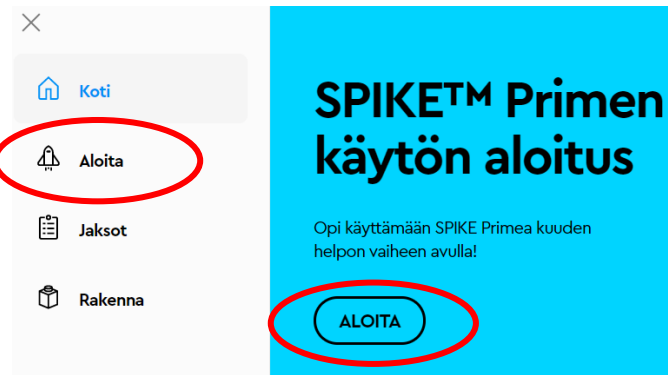 Koti
Aloita
Jaksot
Rakenna
SPIKE™ Primen
käytön aloitus
Opi käyttämään SPIKE Primea kuuden
helpon vaiheen avulla!
ALOITA